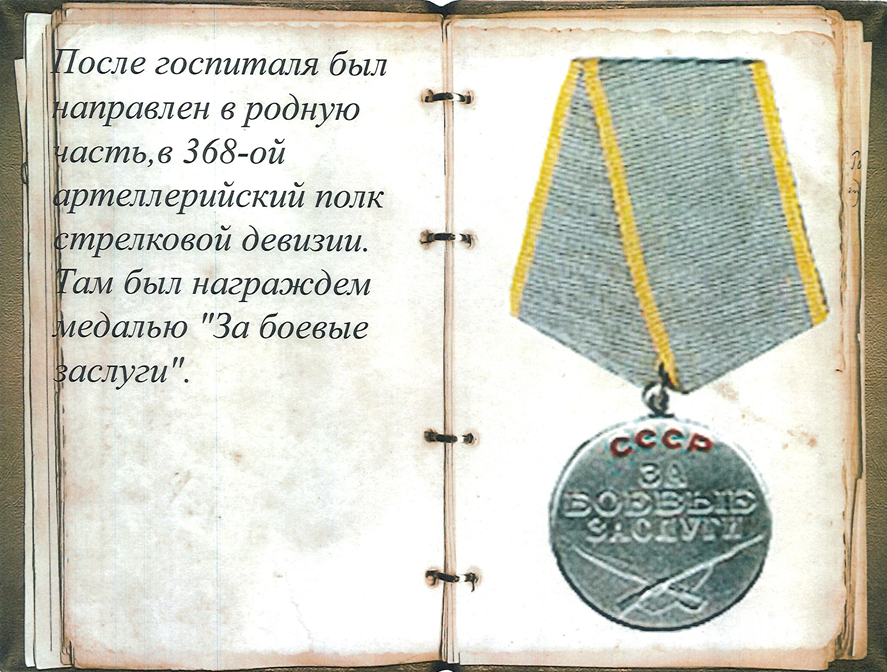 После госпиталя был
направлен в родную
часть,в 368-ой
артеллерийский полк
стрелковой девизии.
Там был награждем
медалью "За боевые
заслуги".
СССР
ЗА
БОЕВЫЕ
ЗАСЛУГИ